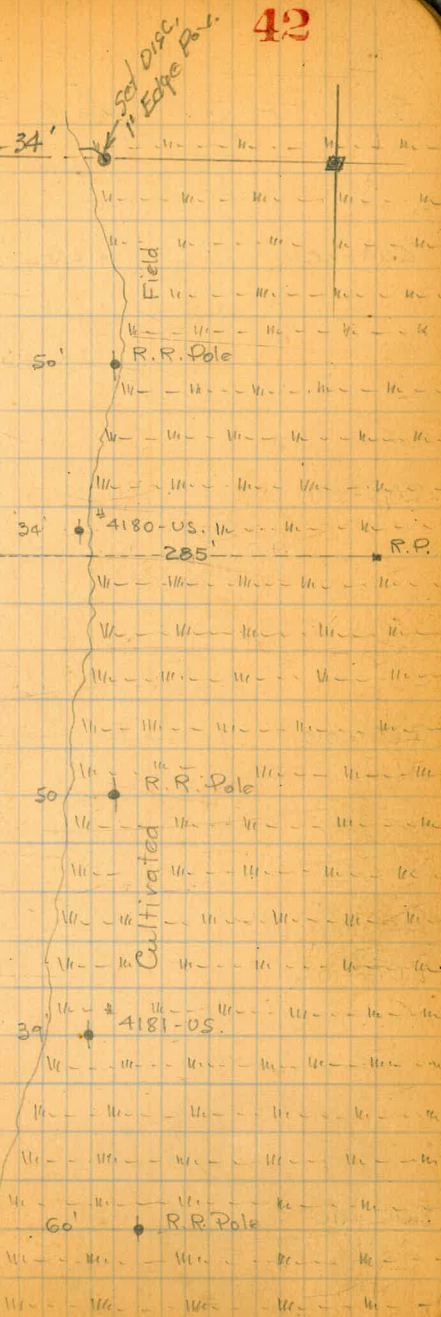 42
Set Disc,
1" Edge Pav.
34'
Field
50' R.R. Pole
34' #4180-US.
285' R.P.
50 R.R. Pole
Cultivated
39' #4181-US.
60' R.R. Pole